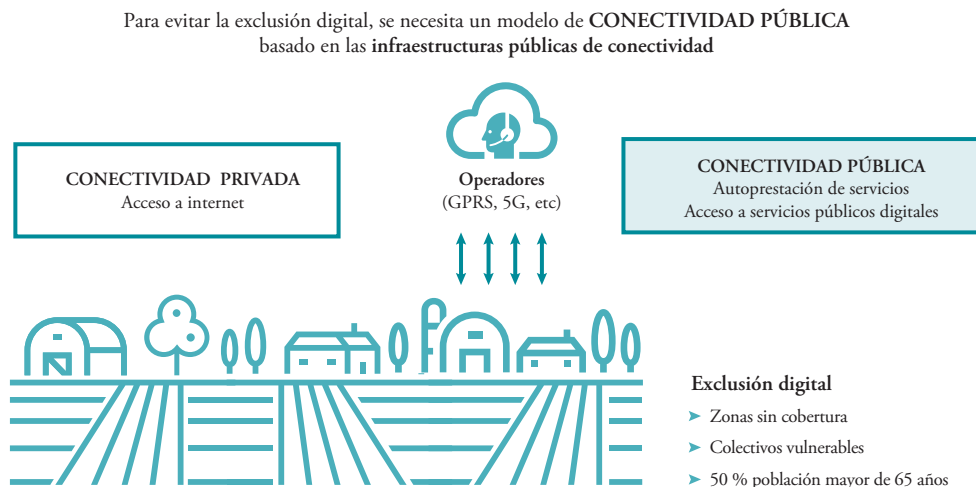 Para evitar la exclusión digital, se necesita un modelo de CONECTIVIDAD PÚBLICA
basado en las infraestructuras públicas de conectividad
CONECTIVIDAD PRIVADA
Acceso a internet
Operadores
(GPRS, 5G, etc)
CONECTIVIDAD PÚBLICA
Autoprestación de servicios
Acceso a servicios públicos digitales
Exclusión digital
➤ Zonas sin cobertura
➤ Colectivos vulnerables
➤ 50 % población mayor de 65 años